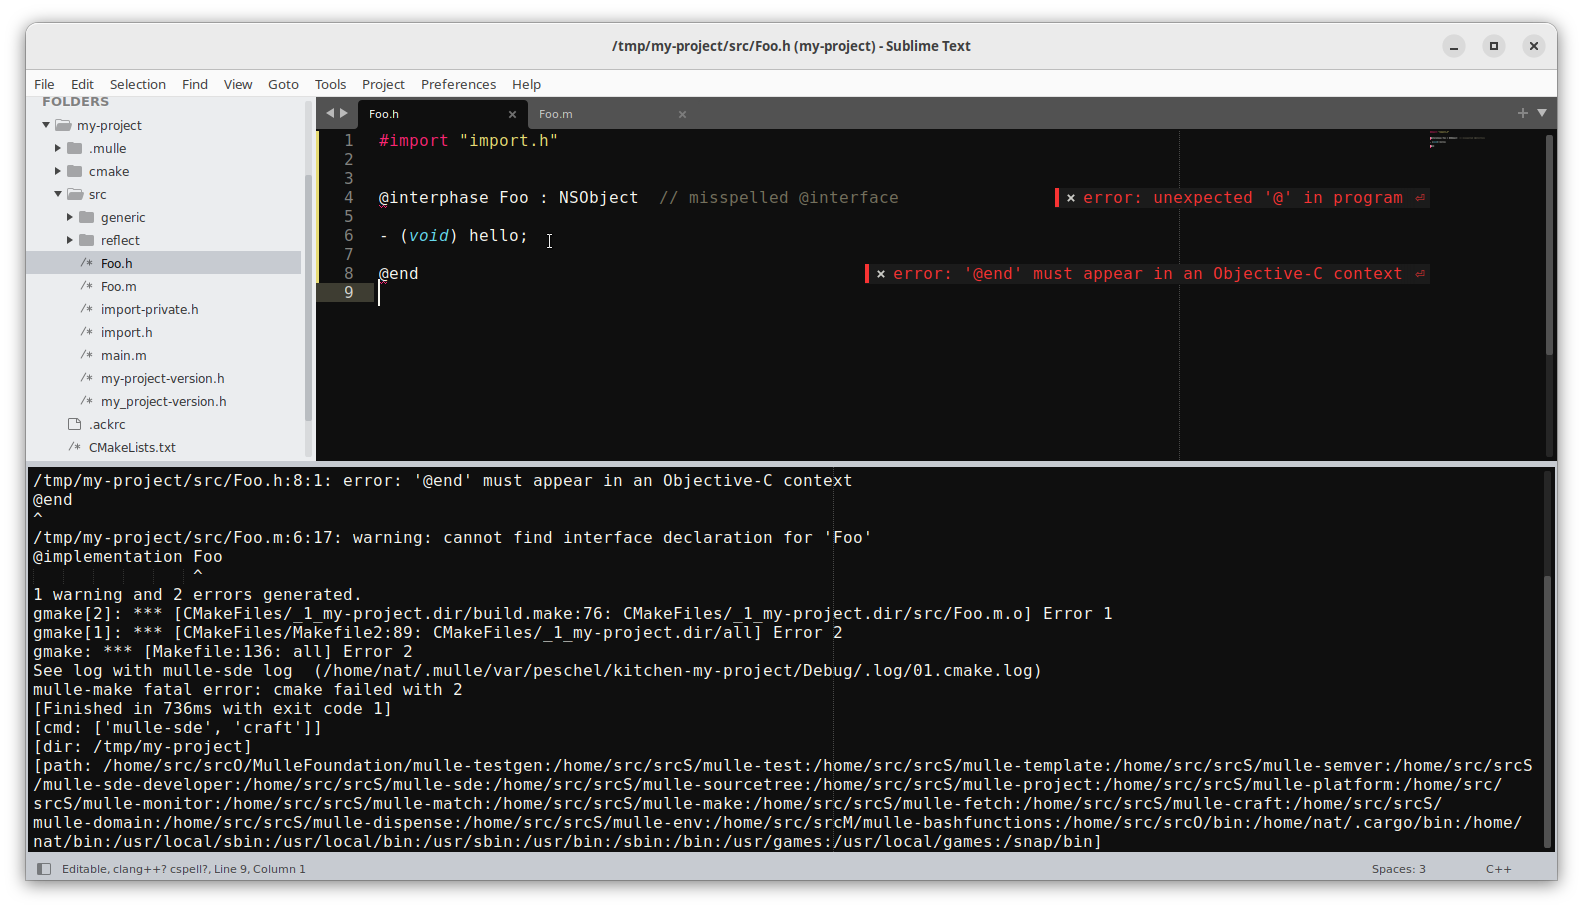 /tmp/my-project/src/Foo.h (my-project) - Sublime Text
File Edit Selection Find View Goto Tools Project Preferences Help
FOLDERS
my-project
.mulle
cmake
src
generic
reflect
/* Foo.h
/* Foo.m
/* import-private.h
/* import.h
/* main.m
/* my-project-version.h
/* my_project-version.h
.ackrc
/* CMakeLists.txt
Foo.h × Foo.m ×
1 #import "import.h"
2
3
4 @interphase Foo : NSObject  // misspelled @interface × error: unexpected '@' in program
5
6 - (void) hello;
7
8 @end × error: '@end' must appear in an Objective-C context
9
/tmp/my-project/src/Foo.h:8:1: error: '@end' must appear in an Objective-C context
@end
^
/tmp/my-project/src/Foo.m:6:17: warning: cannot find interface declaration for 'Foo'
@implementation Foo
^
1 warning and 2 errors generated.
gmake[2]: *** [CMakeFiles/_1_my-project.dir/build.make:76: CMakeFiles/_1_my-project.dir/src/Foo.m.o] Error 1
gmake[1]: *** [CMakeFiles/Makefile2:89: CMakeFiles/_1_my-project.dir/all] Error 2
gmake: *** [Makefile:136: all] Error 2
See log with mulle-sde log  (/home/nat/.mulle/var/peschel/kitchen-my-project/Debug/.log/01.cmake.log)
mulle-make fatal error: cmake failed with 2
[Finished in 736ms with exit code 1]
[cmd: ['mulle-sde', 'craft']]
[dir: /tmp/my-project]
[path: /home/src/srcO/MulleFoundation/mulle-testgen:/home/src/srcS/mulle-test:/home/src/srcS/mulle-template:/home/src/srcS/mulle-semver:/home/src/srcS
/mulle-sde-developer:/home/src/srcS/mulle-sde:/home/src/srcS/mulle-sourcetree:/home/src/srcS/mulle-project:/home/src/srcS/mulle-platform:/home/src/
srcS/mulle-monitor:/home/src/srcS/mulle-match:/home/src/srcS/mulle-make:/home/src/srcS/mulle-fetch:/home/src/srcS/mulle-craft:/home/src/srcS/
mulle-domain:/home/src/srcS/mulle-dispense:/home/src/srcS/mulle-env:/home/src/srcM/mulle-bashfunctions:/home/src/srcO/bin:/home/nat/.cargo/bin:/home/
nat/bin:/usr/local/sbin:/usr/local/bin:/usr/sbin:/usr/bin:/sbin:/bin:/usr/games:/usr/local/games:/snap/bin]
Editable, clang++? cspell?, Line 9, Column 1 Spaces: 3 C++